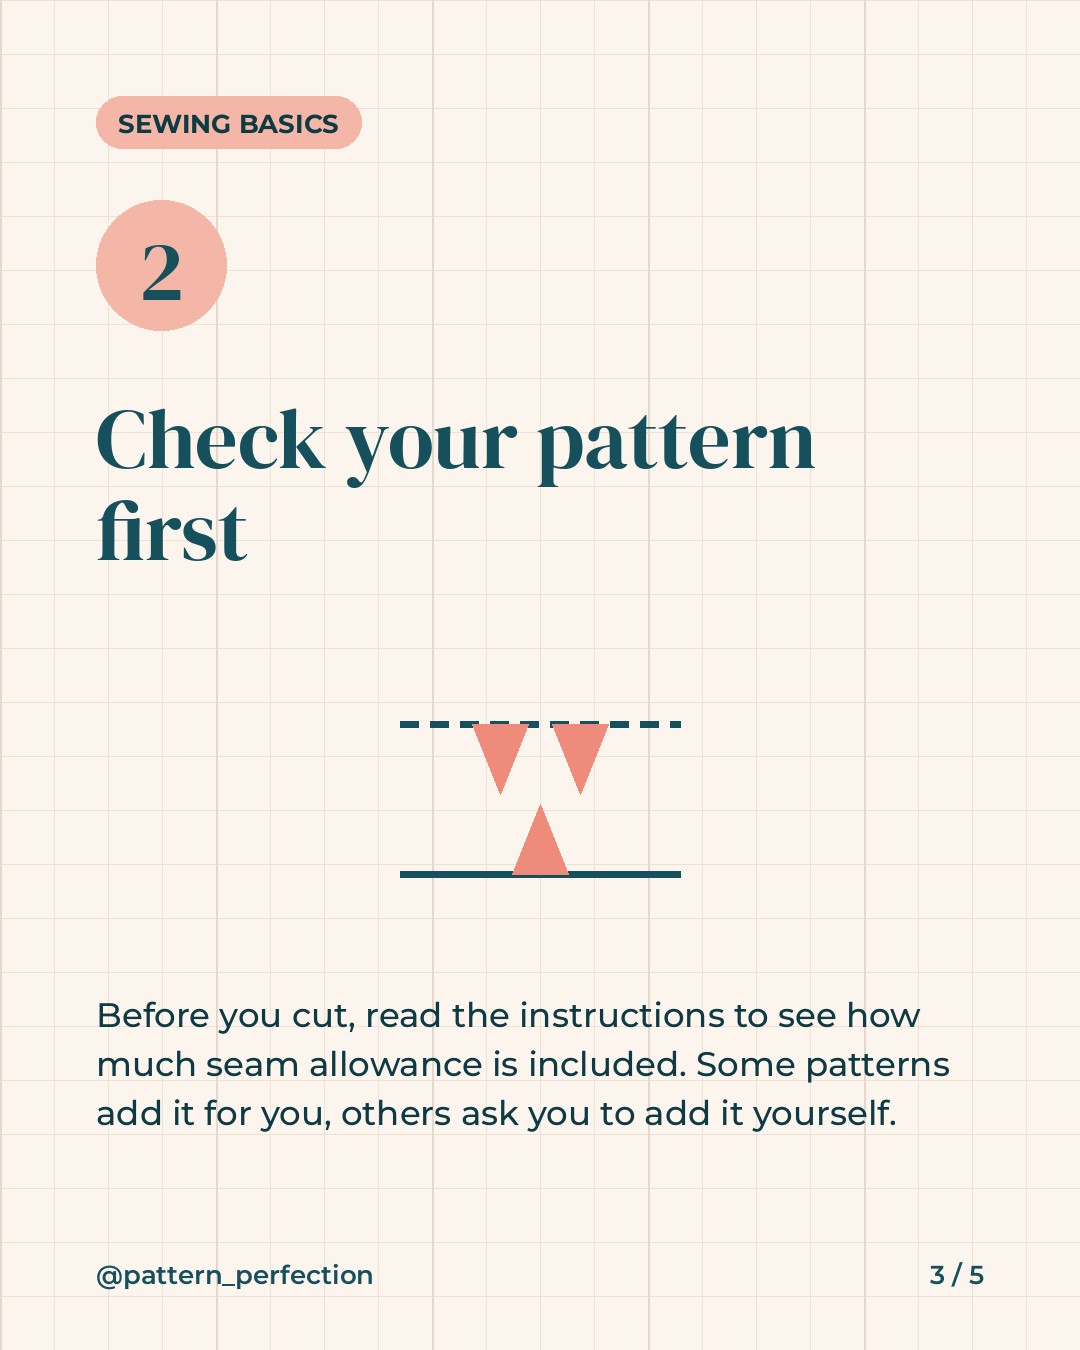 SEWING BASICS
2
Check your pattern
first
Before you cut, read the instructions to see how
much seam allowance is included. Some patterns
add it for you, others ask you to add it yourself.
@pattern_perfection
3 / 5